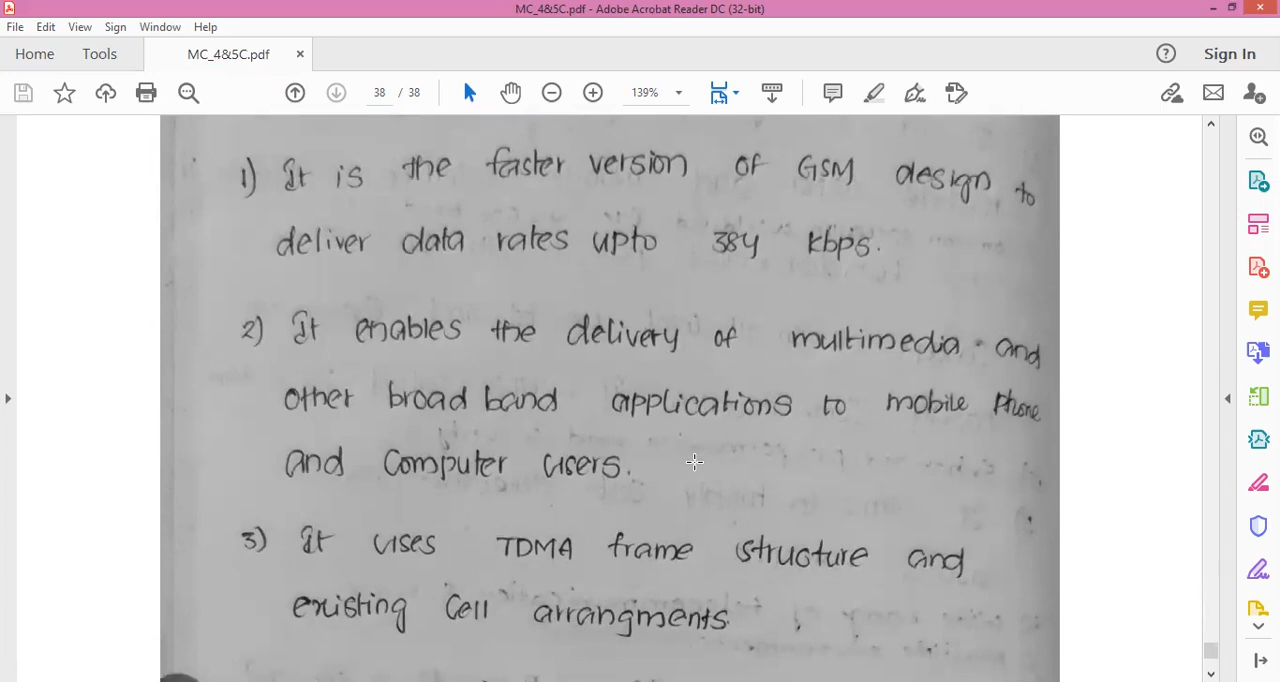 MC_4&5C.pdf - Adobe Acrobat Reader DC (32-bit)
File Edit View Sign Window Help
Home Tools MC_4&5C.pdf × Sign In
38 / 38 139%
1) It is the faster version of GSM design to
deliver data rates upto 384 kbps.
2) It enables the delivery of multimedia and
other broad band applications to mobile phone
and computer users.
3) It uses TDMA frame structure and
existing cell arrangments.